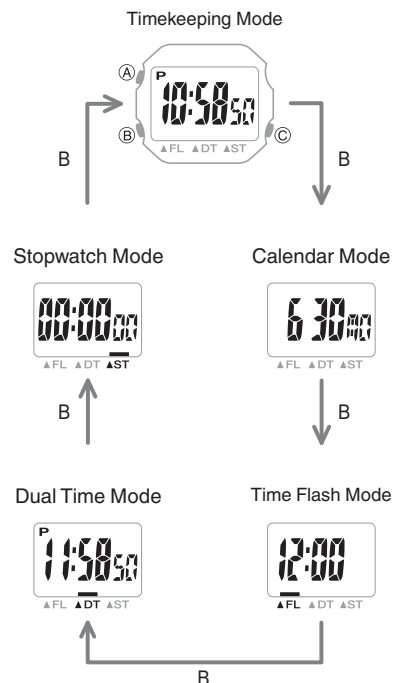 Timekeeping Mode
A
P
10:58 50
B
C
▲FL ▲DT ▲ST
B
B
Stopwatch Mode
Calendar Mode
00:00 00
6 30 MO
▲FL ▲DT ▲ST
▲FL ▲DT ▲ST
B
B
Dual Time Mode
Time Flash Mode
P
11:58 50
12:00
▲FL ▲DT ▲ST
▲FL ▲DT ▲ST
B